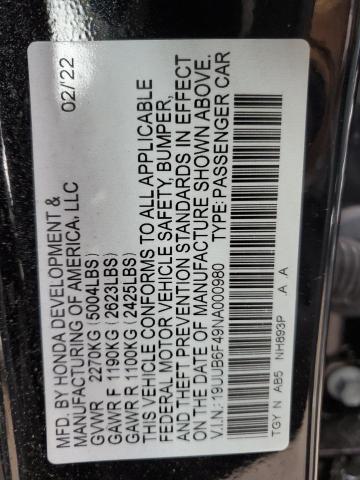 MFD. BY HONDA DEVELOPMENT & 02/22
MANUFACTURING OF AMERICA, LLC
GVWR 2270KG (5004LBS)
GAWR F 1190KG (2623LBS)
GAWR R 1100KG (2425LBS)
THIS VEHICLE CONFORMS TO ALL APPLICABLE
FEDERAL MOTOR VEHICLE SAFETY, BUMPER,
AND THEFT PREVENTION STANDARDS IN EFFECT
ON THE DATE OF MANUFACTURE SHOWN ABOVE.
V.I.N.: 19UUB6F49NA000980 TYPE: PASSENGER CAR
TGY N AB5 NH893P .A .A